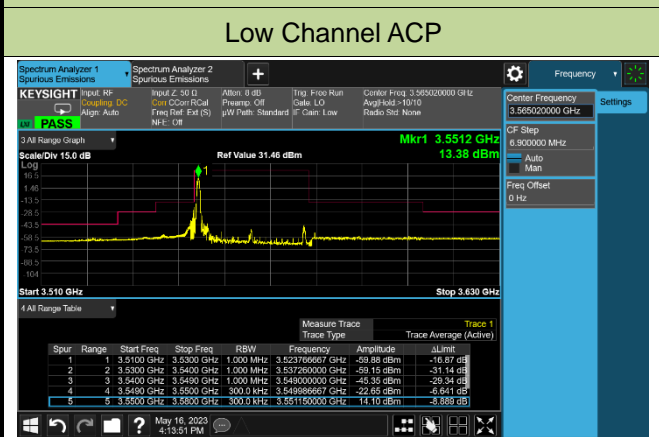 Low Channel ACP
Spectrum Analyzer 1
Spurious Emissions
Spectrum Analyzer 2
Spurious Emissions
+
Frequency
KEYSIGHT
Input: RF
Coupling: DC
Align: Auto
Input Z: 50 Ω
Corr CCorr RCal
Freq Ref: Ext (S)
NFE: Off
Atten: 8 dB
Preamp: Off
µW Path: Standard
Trig: Free Run
Gate: LO
IF Gain: Low
Center Freq: 3.565020000 GHz
Avg|Hold:>10/10
Radio Std: None
PASS
Center Frequency
3.565020000 GHz
Settings
CF Step
6.900000 MHz
Auto
Man
Freq Offset
0 Hz
3 All Range Graph
Mkr1 3.5512 GHz
Scale/Div 15.0 dB
Ref Value 31.46 dBm
13.38 dBm
Log
1
16.5
1.46
-13.5
-28.5
-43.5
-58.5
-73.5
-88.5
-104
Start 3.510 GHz
Stop 3.630 GHz
4 All Range Table
Measure Trace Trace 1
Trace Type Trace Average (Active)
Spur Range Start Freq Stop Freq RBW Frequency Amplitude ΔLimit
1 1 3.5100 GHz 3.5300 GHz 1.000 MHz 3.523766667 GHz -59.88 dBm -16.87 dB
2 2 3.5300 GHz 3.5400 GHz 1.000 MHz 3.537260000 GHz -59.15 dBm -31.14 dB
3 3 3.5400 GHz 3.5490 GHz 1.000 MHz 3.549000000 GHz -45.35 dBm -29.34 dB
4 4 3.5490 GHz 3.5500 GHz 300.0 kHz 3.549986667 GHz -22.65 dBm -6.641 dB
5 5 3.5500 GHz 3.5800 GHz 300.0 kHz 3.551150000 GHz 14.10 dBm -8.889 dB
?
May 16, 2023
4:13:51 PM